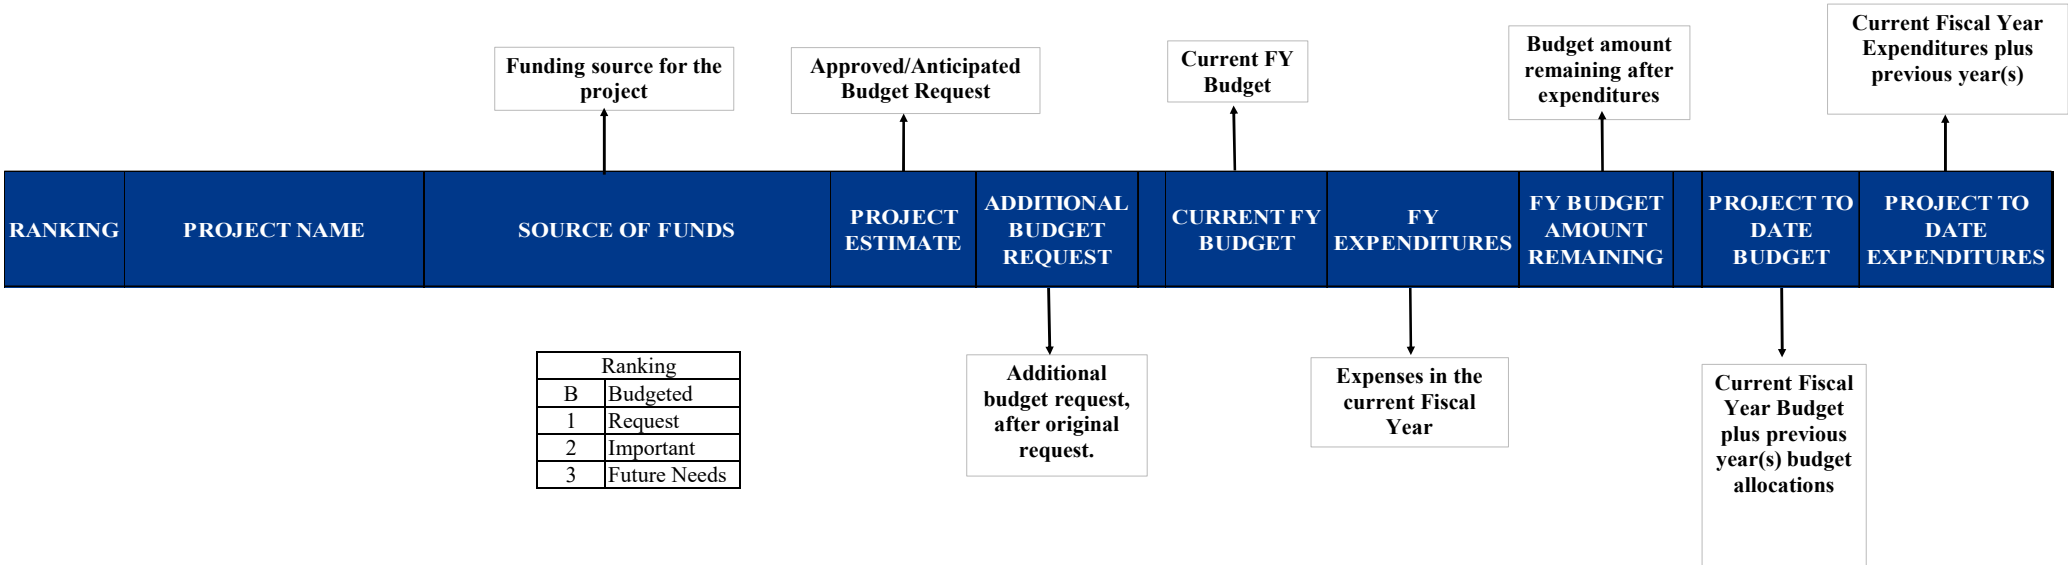 Funding source for the
project
Approved/Anticipated
Budget Request
Current FY
Budget
Budget amount
remaining after
expenditures
Current Fiscal Year
Expenditures plus
previous year(s)
RANKING
PROJECT NAME
SOURCE OF FUNDS
PROJECT
ESTIMATE
ADDITIONAL
BUDGET
REQUEST
CURRENT FY
BUDGET
FY
EXPENDITURES
FY BUDGET
AMOUNT
REMAINING
PROJECT TO
DATE
BUDGET
PROJECT TO
DATE
EXPENDITURES
Ranking
B Budgeted
1 Request
2 Important
3 Future Needs
Additional
budget request,
after original
request.
Expenses in the
current Fiscal
Year
Current Fiscal
Year Budget
plus previous
year(s) budget
allocations